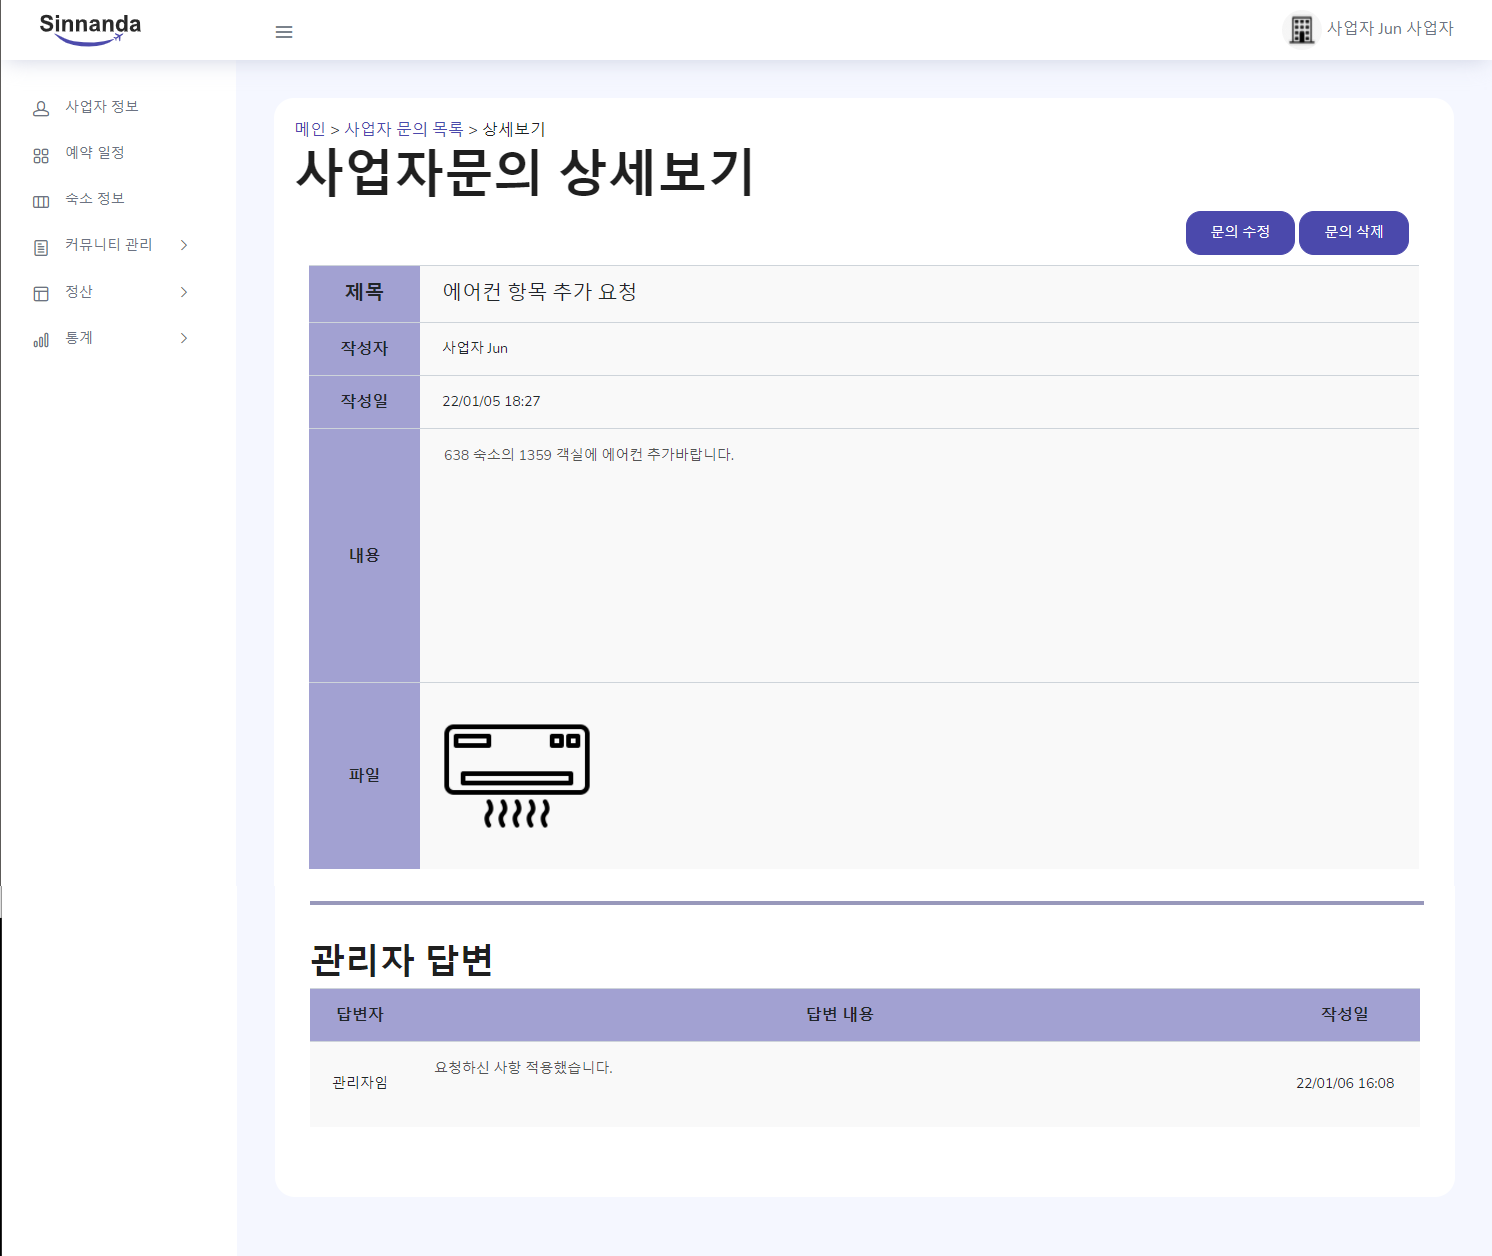 Sinnanda
사업자 Jun 사업자
사업자 정보
예약 일정
숙소 정보
커뮤니티 관리
정산
통계
메인 > 사업자 문의 목록 > 상세보기
사업자문의 상세보기
문의 수정
문의 삭제
제목 에어컨 항목 추가 요청
작성자 사업자 Jun
작성일 22/01/05 18:27
내용 638 숙소의 1359 객실에 에어컨 추가바랍니다.
파일
관리자 답변
답변자 답변 내용 작성일
관리자임 요청하신 사항 적용했습니다. 22/01/06 16:08